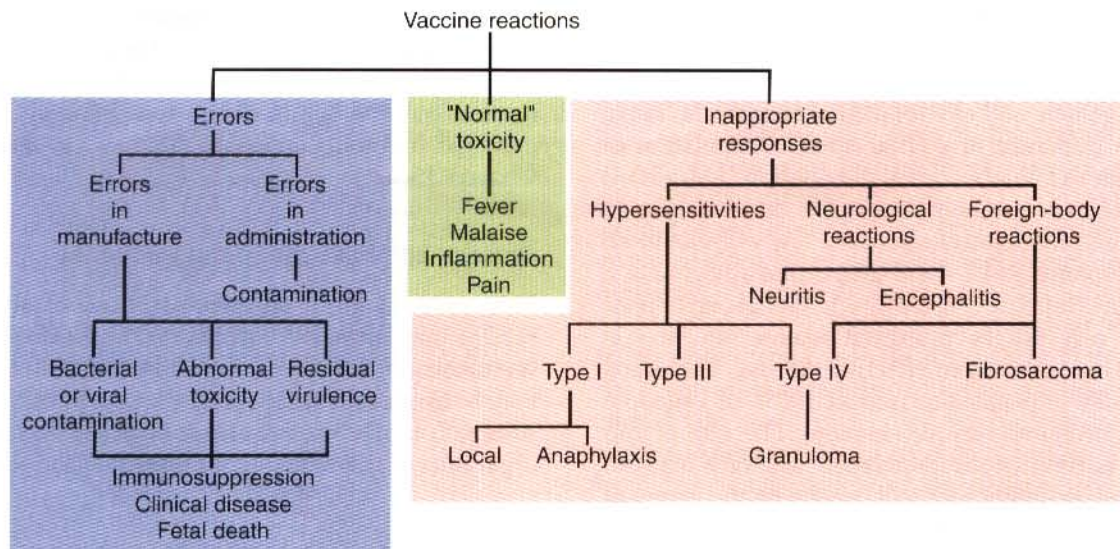 Vaccine reactions
Errors
"Normal"
toxicity
Inappropriate
responses
Errors
in
manufacture
Errors
in
administration
Fever
Malaise
Inflammation
Pain
Hypersensitivities
Neurological
reactions
Foreign-body
reactions
Contamination
Neuritis
Encephalitis
Bacterial
or viral
contamination
Abnormal
toxicity
Residual
virulence
Type I
Type III
Type IV
Fibrosarcoma
Local
Anaphylaxis
Granuloma
Immunosuppression
Clinical disease
Fetal death